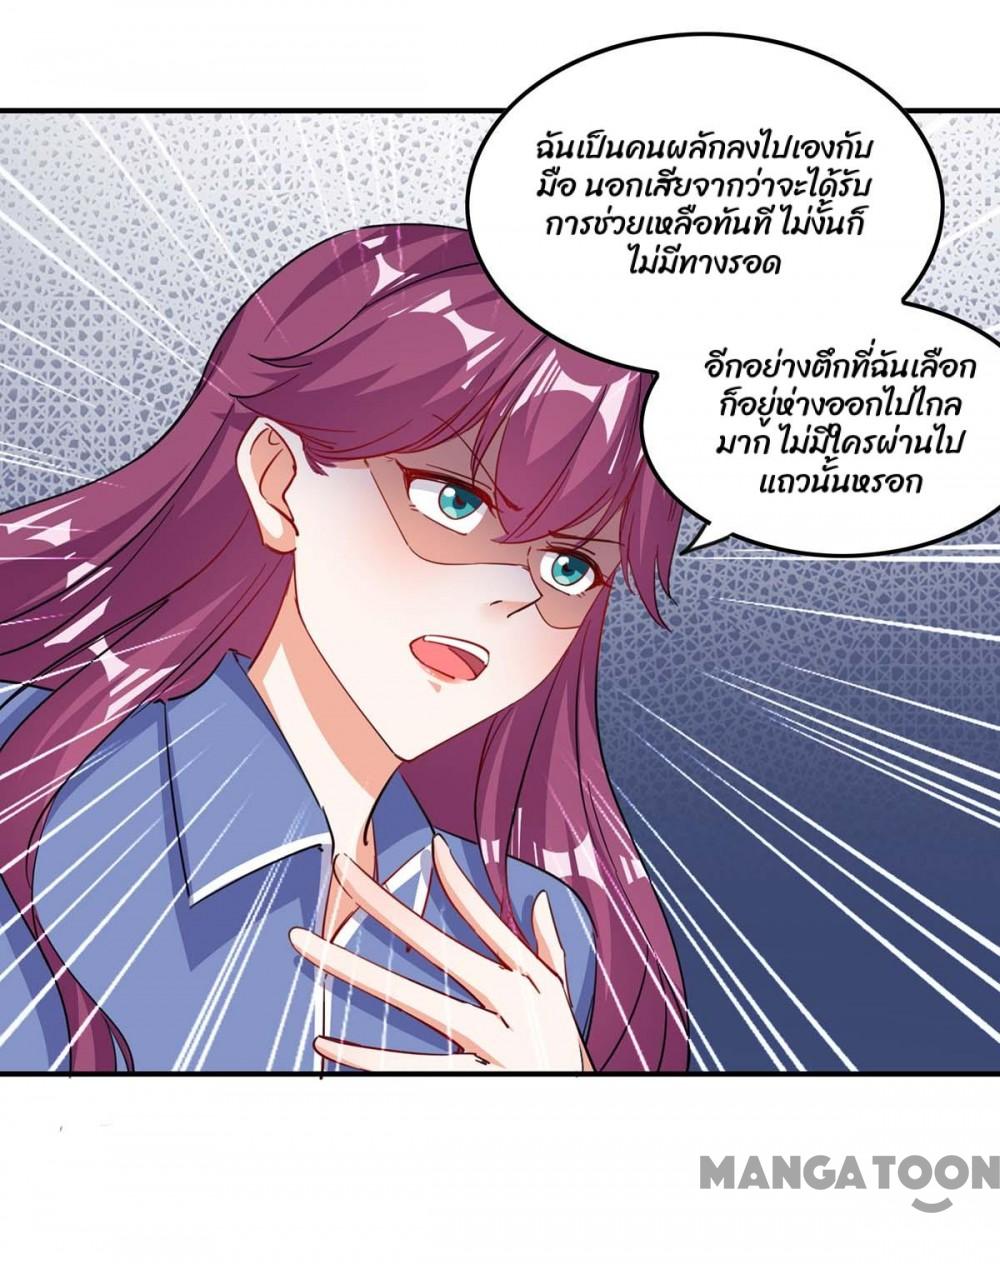 ฉันเป็นคนผลักลงไปเองกับ
มือ นอกเสียจากว่าจะได้รับ
การช่วยเหลือทันที ไม่งั้นก็
ไม่มีทางรอด
อีกอย่างตึกที่ฉันเลือก
ก็อยู่ห่างออกไปไกล
มาก ไม่มีใครผ่านไป
แถวนั้นหรอก
MANGATOON